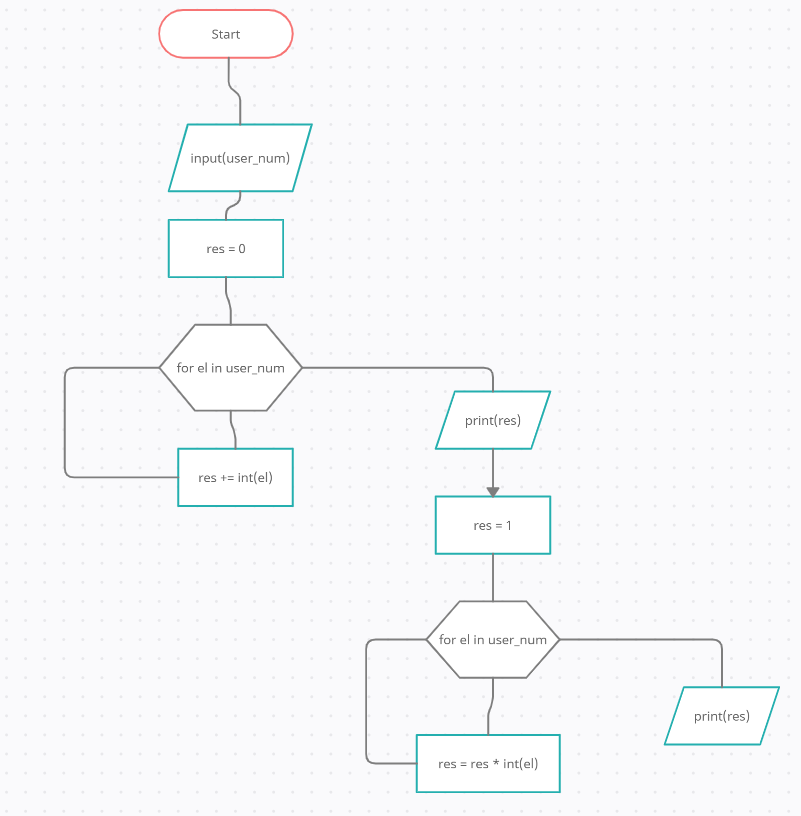 Start
input(user_num)
res = 0
for el in user_num
res += int(el)
print(res)
res = 1
for el in user_num
res = res * int(el)
print(res)